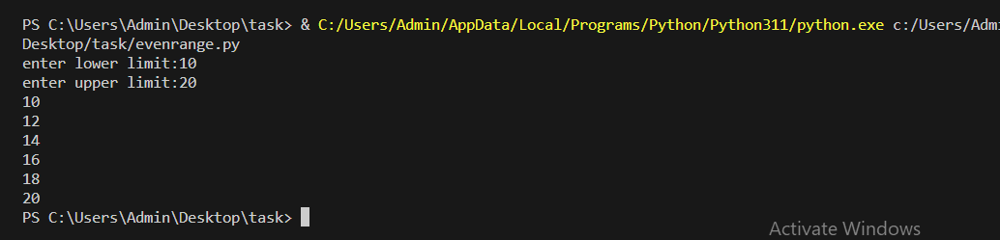 PS C:\Users\Admin\Desktop\task> & C:/Users/Admin/AppData/Local/Programs/Python/Python311/python.exe c:/Users/Admi
Desktop/task/evenrange.py
enter lower limit:10
enter upper limit:20
10
12
14
16
18
20
PS C:\Users\Admin\Desktop\task>
Activate Windows